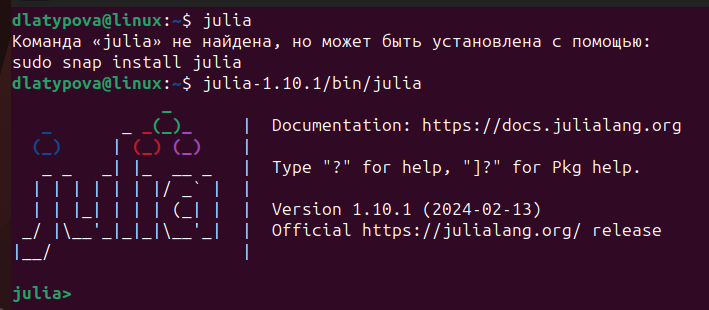 dlatypova@linux:~$ julia
Команда «julia» не найдена, но может быть установлена с помощью:
sudo snap install julia
dlatypova@linux:~$ julia-1.10.1/bin/julia
               _
   _       _ _(_)_     |  Documentation: https://docs.julialang.org
  (_)     | (_) (_)    |
   _ _   _| |_  __ _   |  Type "?" for help, "]?" for Pkg help.
  | | | | | | |/ _` |  |
  | | |_| | | | (_| |  |  Version 1.10.1 (2024-02-13)
 _/ |\__'_|_|_|\__'_|  |  Official https://julialang.org/ release
|__/                   |
julia>